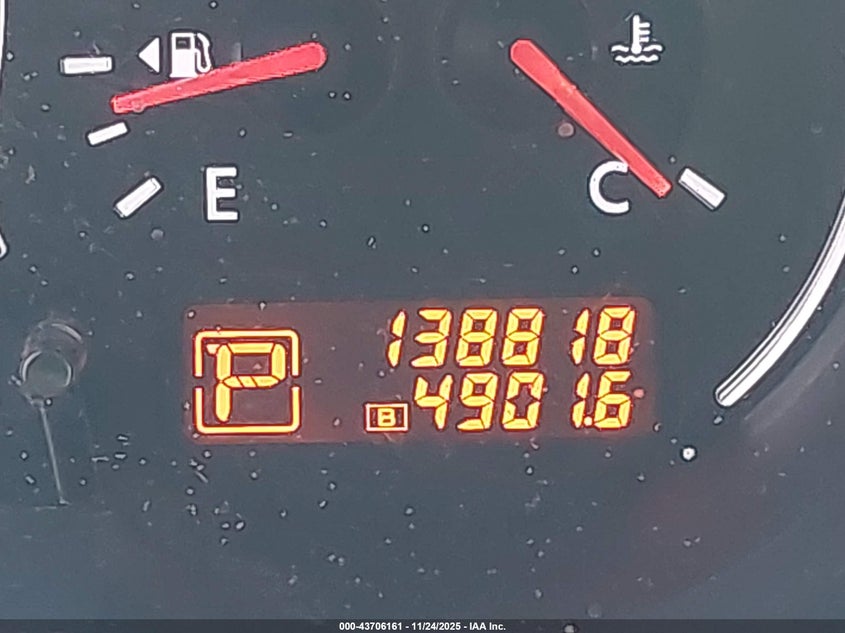 E
C
P
138818
B 4901.6
000-43706161 - 11/24/2025 - IAA Inc.